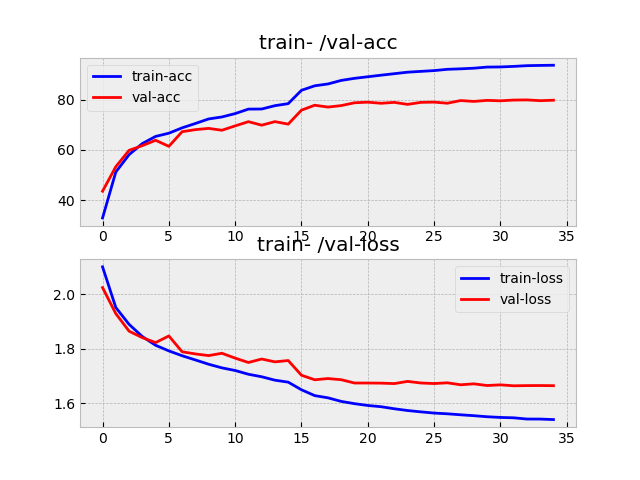 train- /val-acc
train-acc
val-acc
80
60
40
0 5 10 15 20 25 30 35
train- /val-loss
train-loss
val-loss
2.0
1.8
1.6
0 5 10 15 20 25 30 35